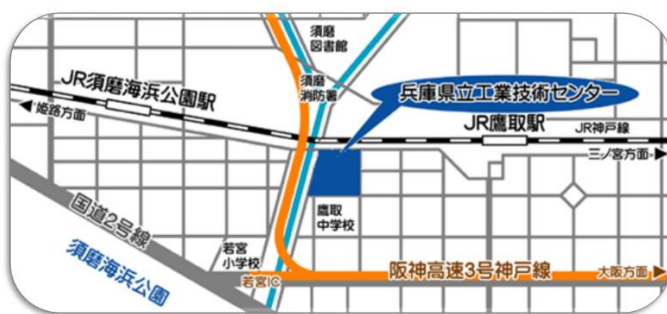 須磨
図書館
JR須磨海浜公園駅
須磨
消防署
兵庫県立工業技術センター
姫路方面
JR鷹取駅
JR神戸線
三ノ宮方面
国道2号線
鷹取
中学校
若宮
小学校
須磨海浜公園
若宮IC
阪神高速3号神戸線
大阪方面